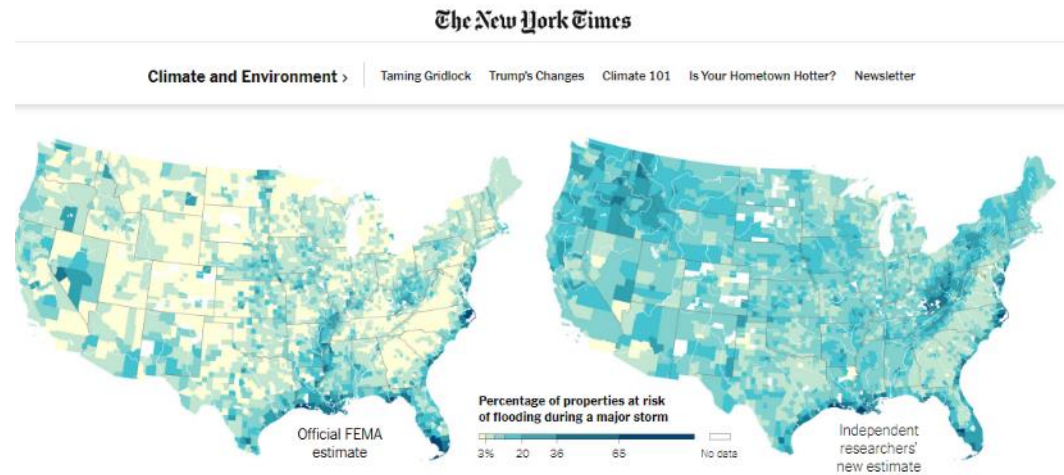 The New York Times
Climate and Environment › Taming Gridlock Trump's Changes Climate 101 Is Your Hometown Hotter? Newsletter
Official FEMA
estimate
Percentage of properties at risk
of flooding during a major storm
3% 20 36 65 No data
Independent
researchers'
new estimate